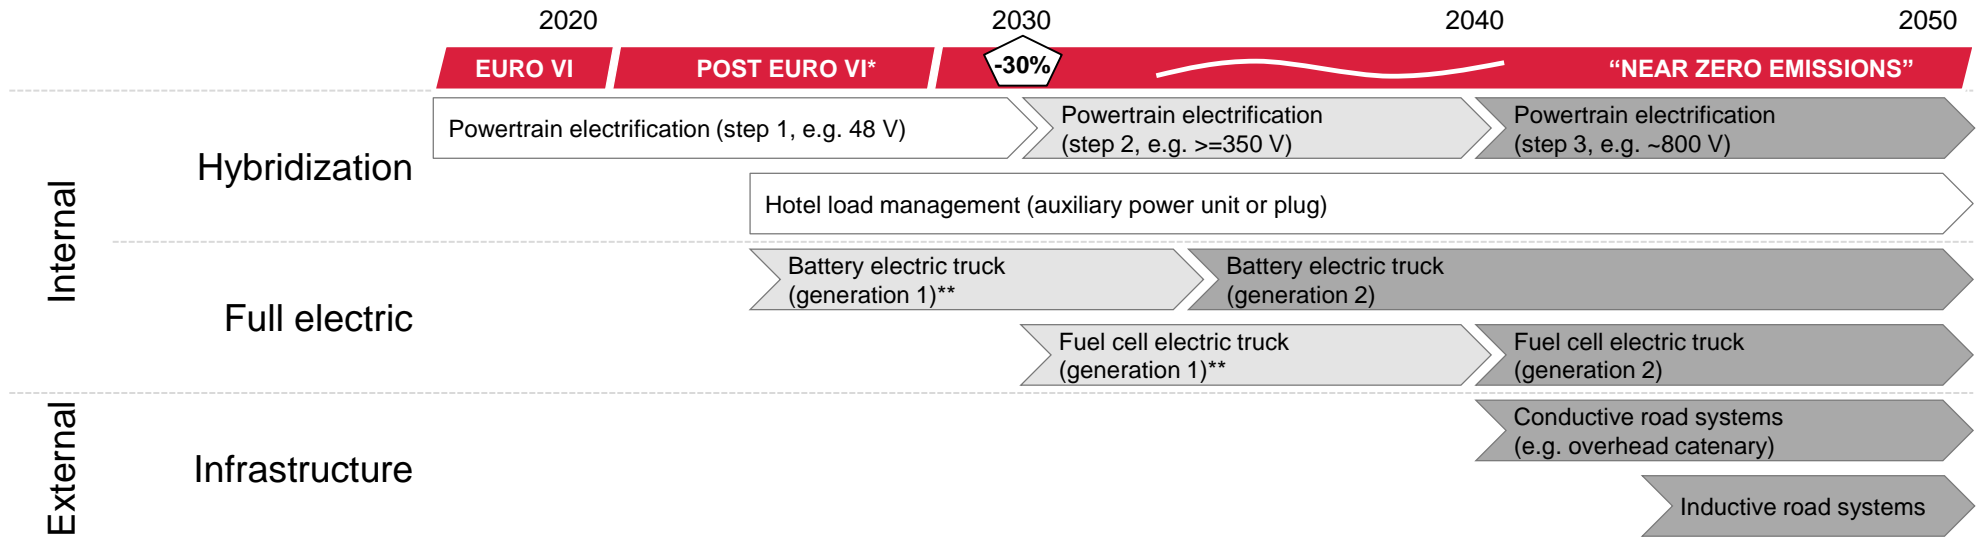 2020
2030
2040
2050
EURO VI
POST EURO VI*
-30%
“NEAR ZERO EMISSIONS”
Internal
Hybridization
Powertrain electrification (step 1, e.g. 48 V)
Powertrain electrification
(step 2, e.g. >=350 V)
Powertrain electrification
(step 3, e.g. ~800 V)
Hotel load management (auxiliary power unit or plug)
Full electric
Battery electric truck
(generation 1)**
Battery electric truck
(generation 2)
Fuel cell electric truck
(generation 1)**
Fuel cell electric truck
(generation 2)
External
Infrastructure
Conductive road systems
(e.g. overhead catenary)
Inductive road systems